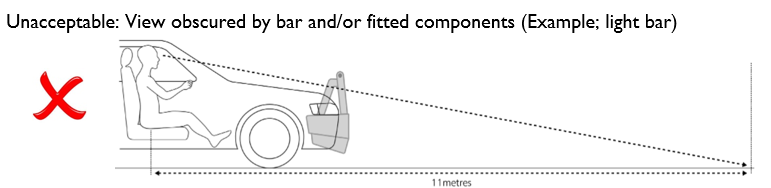 Unacceptable: View obscured by bar and/or fitted components (Example; light bar)
11metres